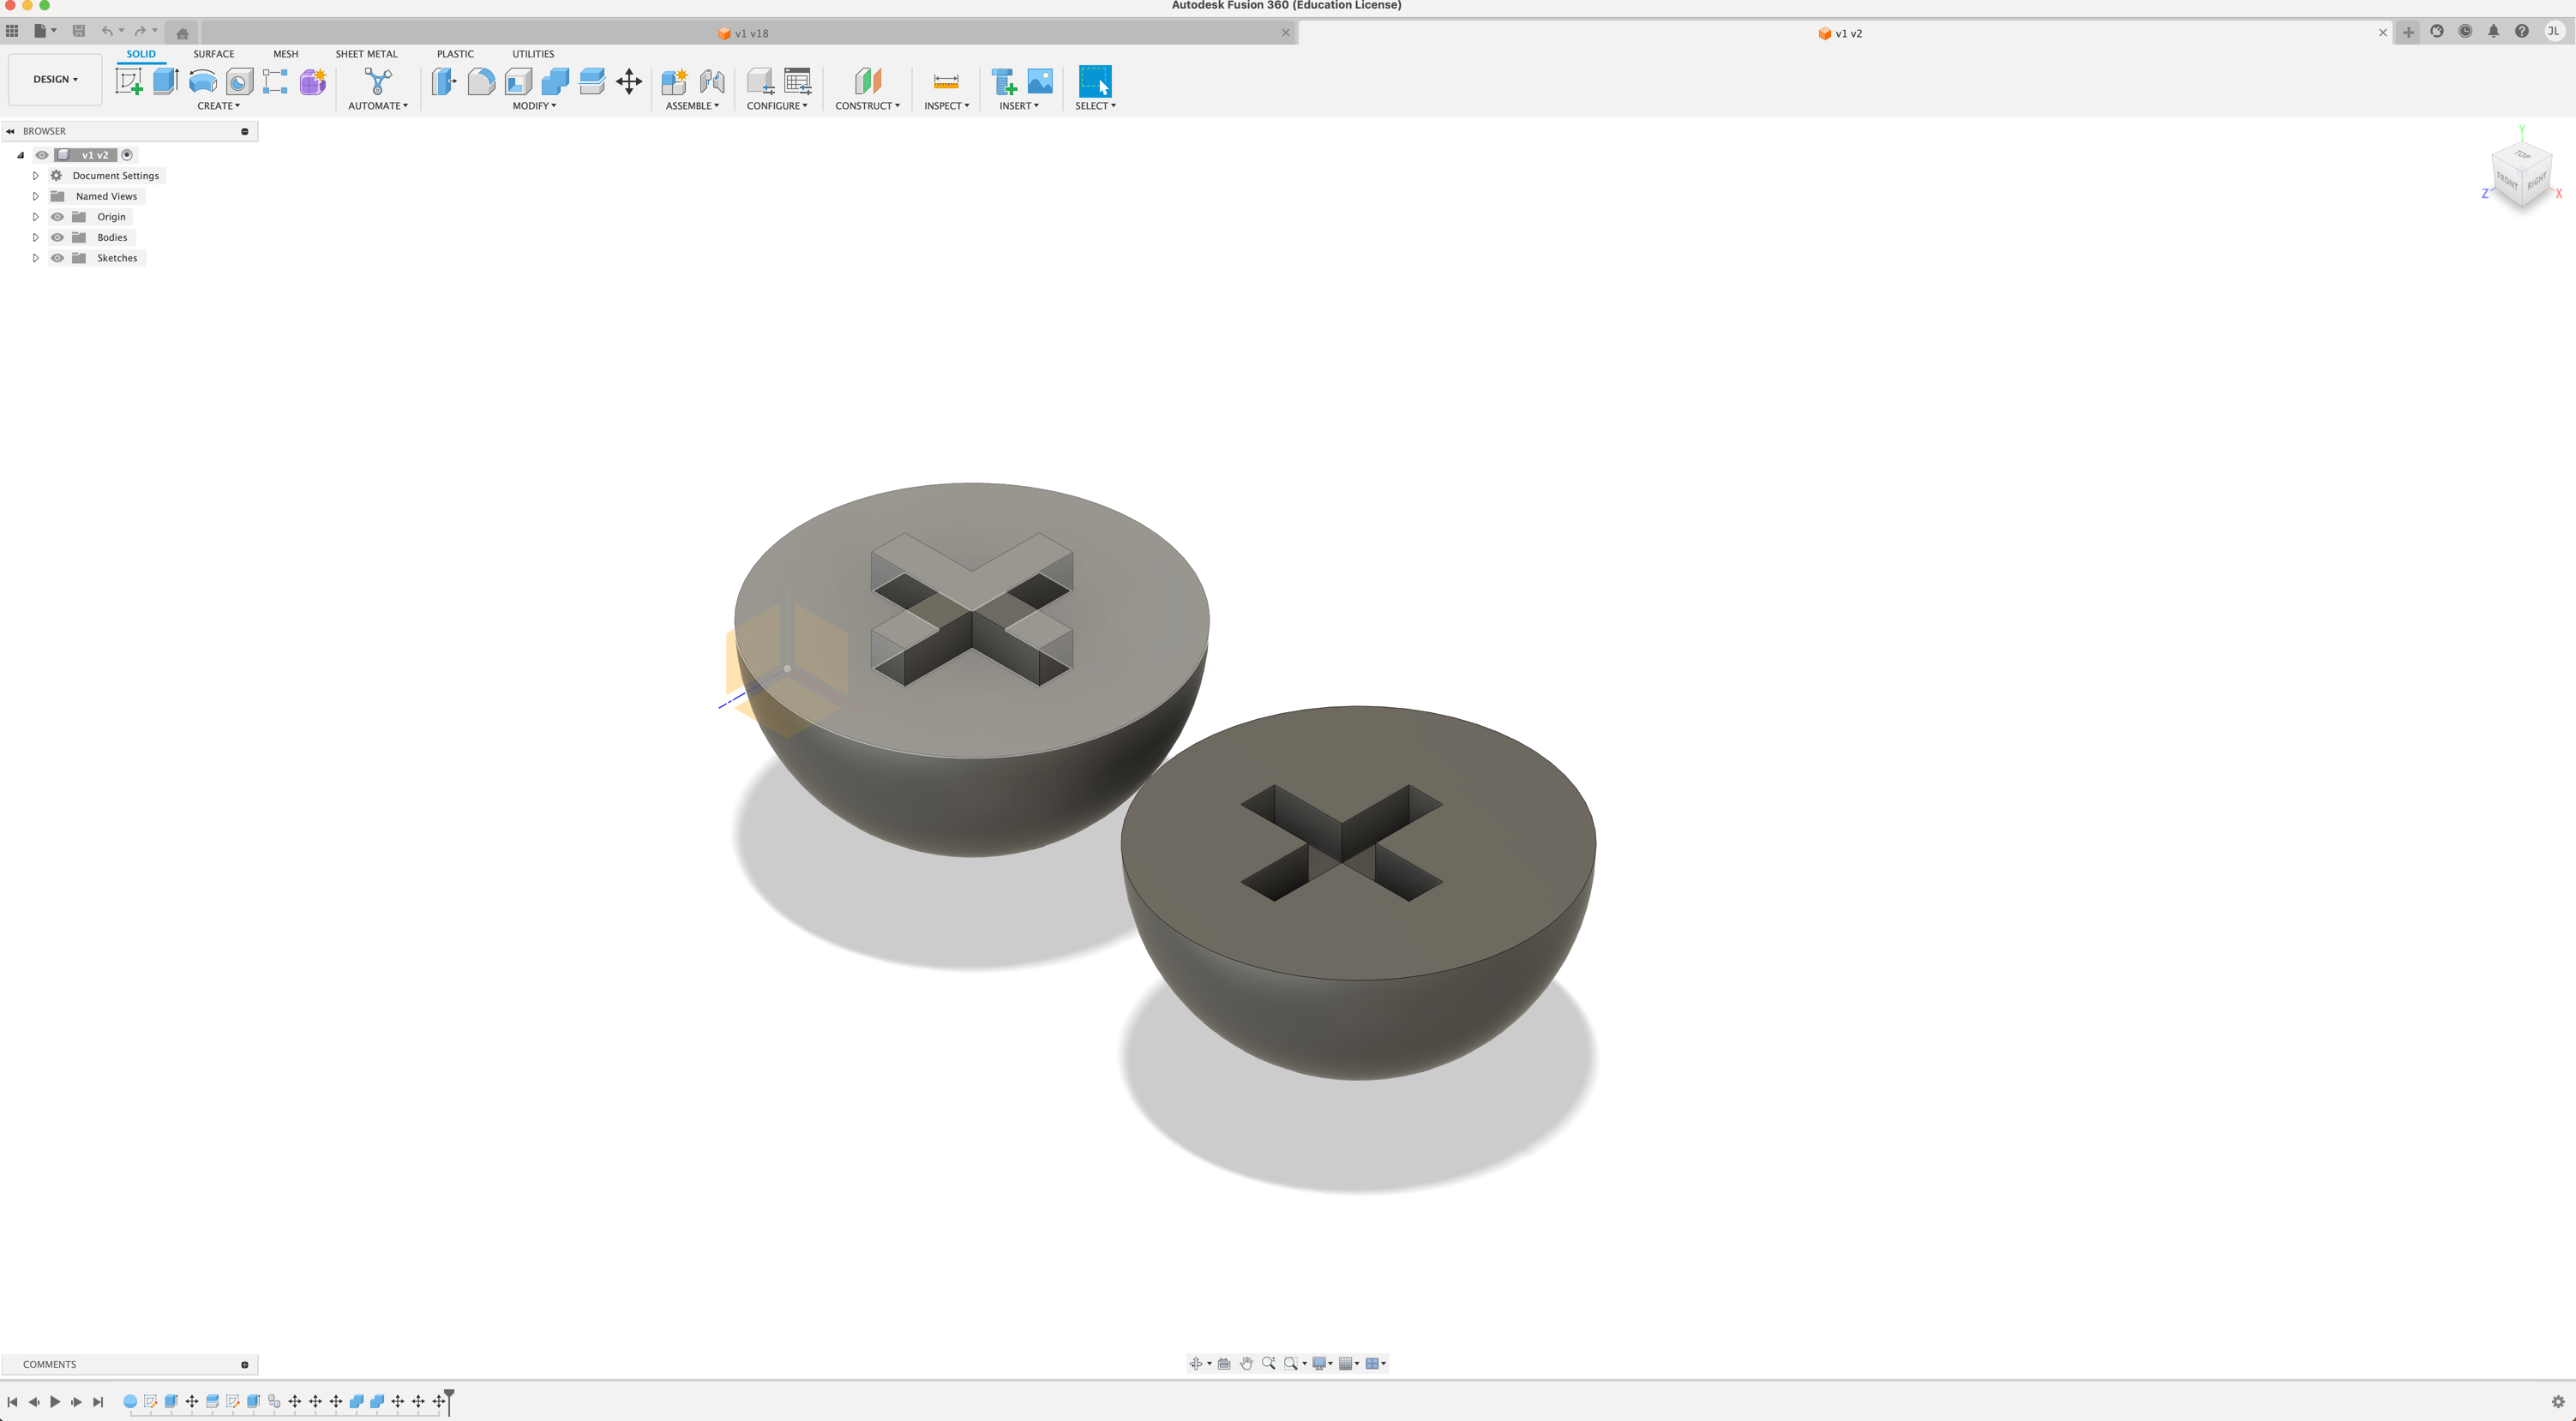 Autodesk Fusion 360 (Education License)
v1 v18
v1 v2
JL
SOLID SURFACE MESH SHEET METAL PLASTIC UTILITIES
DESIGN
CREATE AUTOMATE MODIFY ASSEMBLE CONFIGURE CONSTRUCT INSPECT INSERT SELECT
BROWSER
v1 v2
Document Settings
Named Views
Origin
Bodies
Sketches
Y
TOP
FRONT RIGHT
Z X
COMMENTS